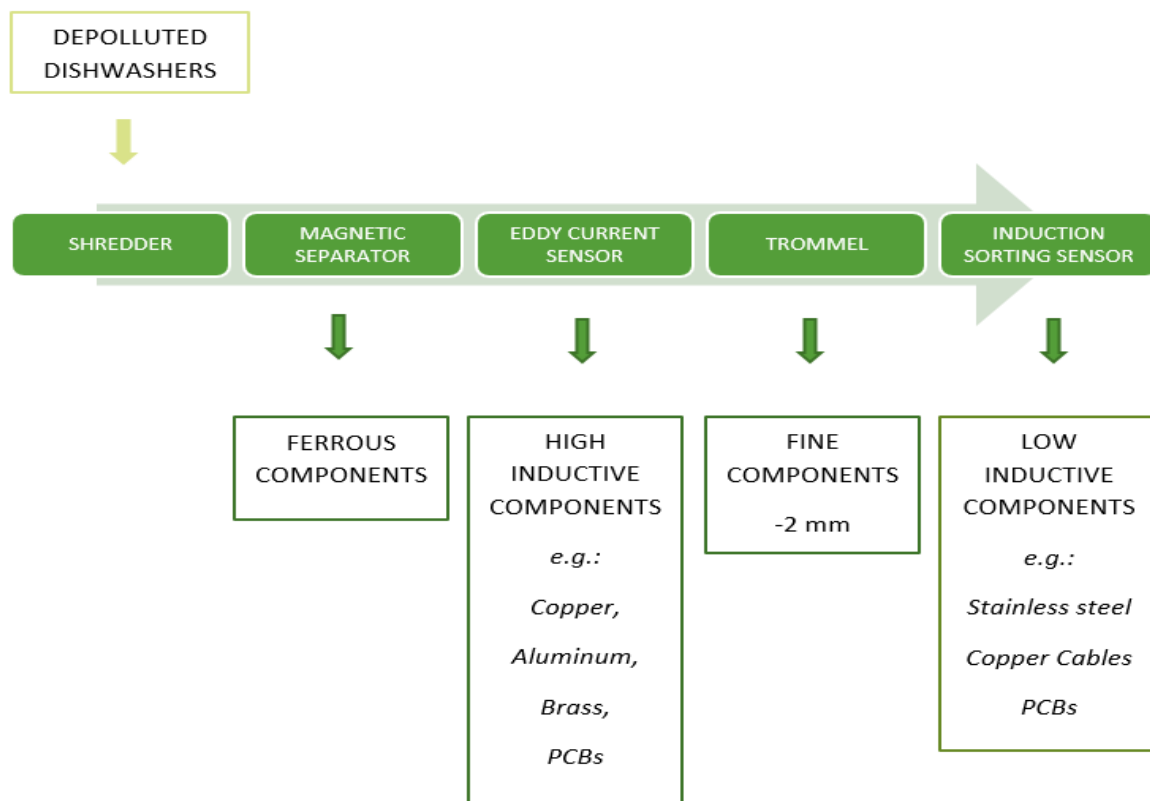 DEPOLLUTED
DISHWASHERS
SHREDDER
MAGNETIC
SEPARATOR
EDDY CURRENT
SENSOR
TROMMEL
INDUCTION
SORTING SENSOR
FERROUS
COMPONENTS
HIGH
INDUCTIVE
COMPONENTS
e.g.:
Copper,
Aluminum,
Brass,
PCBs
FINE
COMPONENTS
-2 mm
LOW
INDUCTIVE
COMPONENTS
e.g.:
Stainless steel
Copper Cables
PCBs